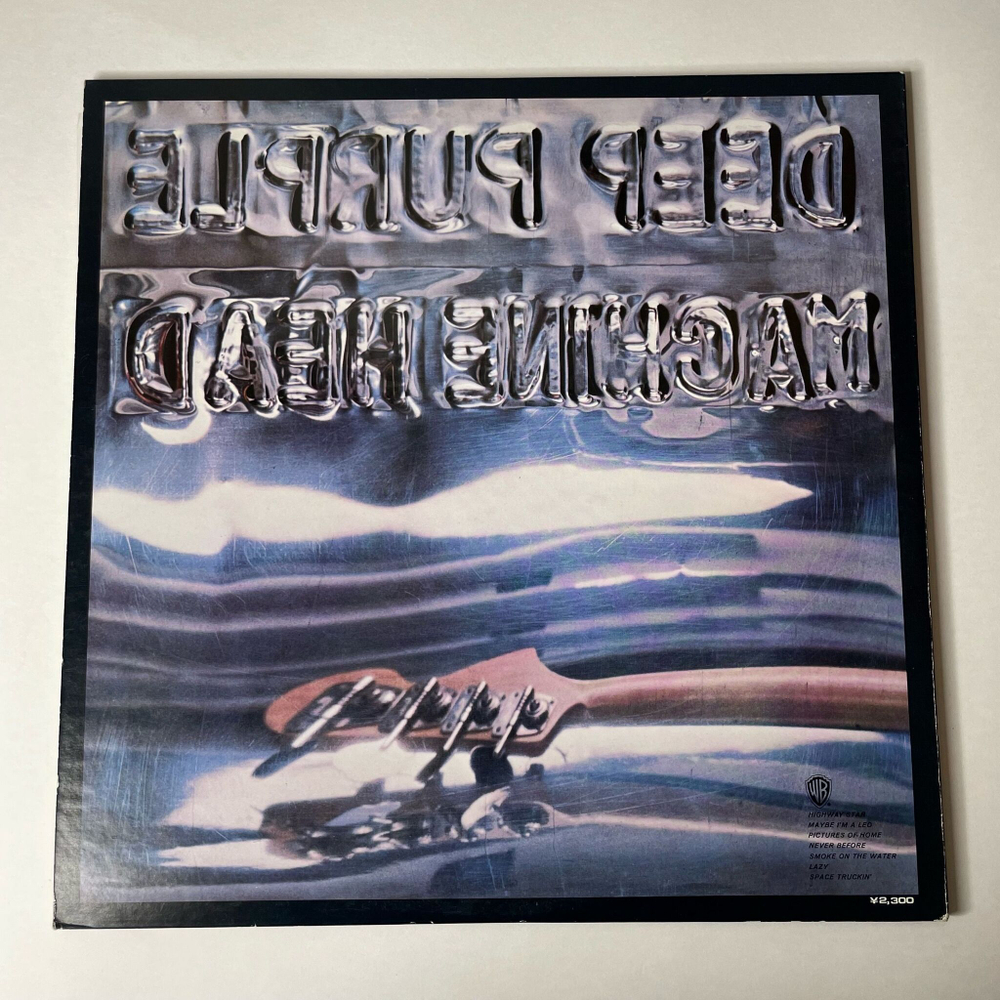 DEEP PURPLE
MACHINE HEAD
WB
HIGHWAY STAR
MAYBE I'M A LEO
PICTURES OF HOME
NEVER BEFORE
SMOKE ON THE WATER
LAZY
SPACE TRUCKIN'
¥2,300